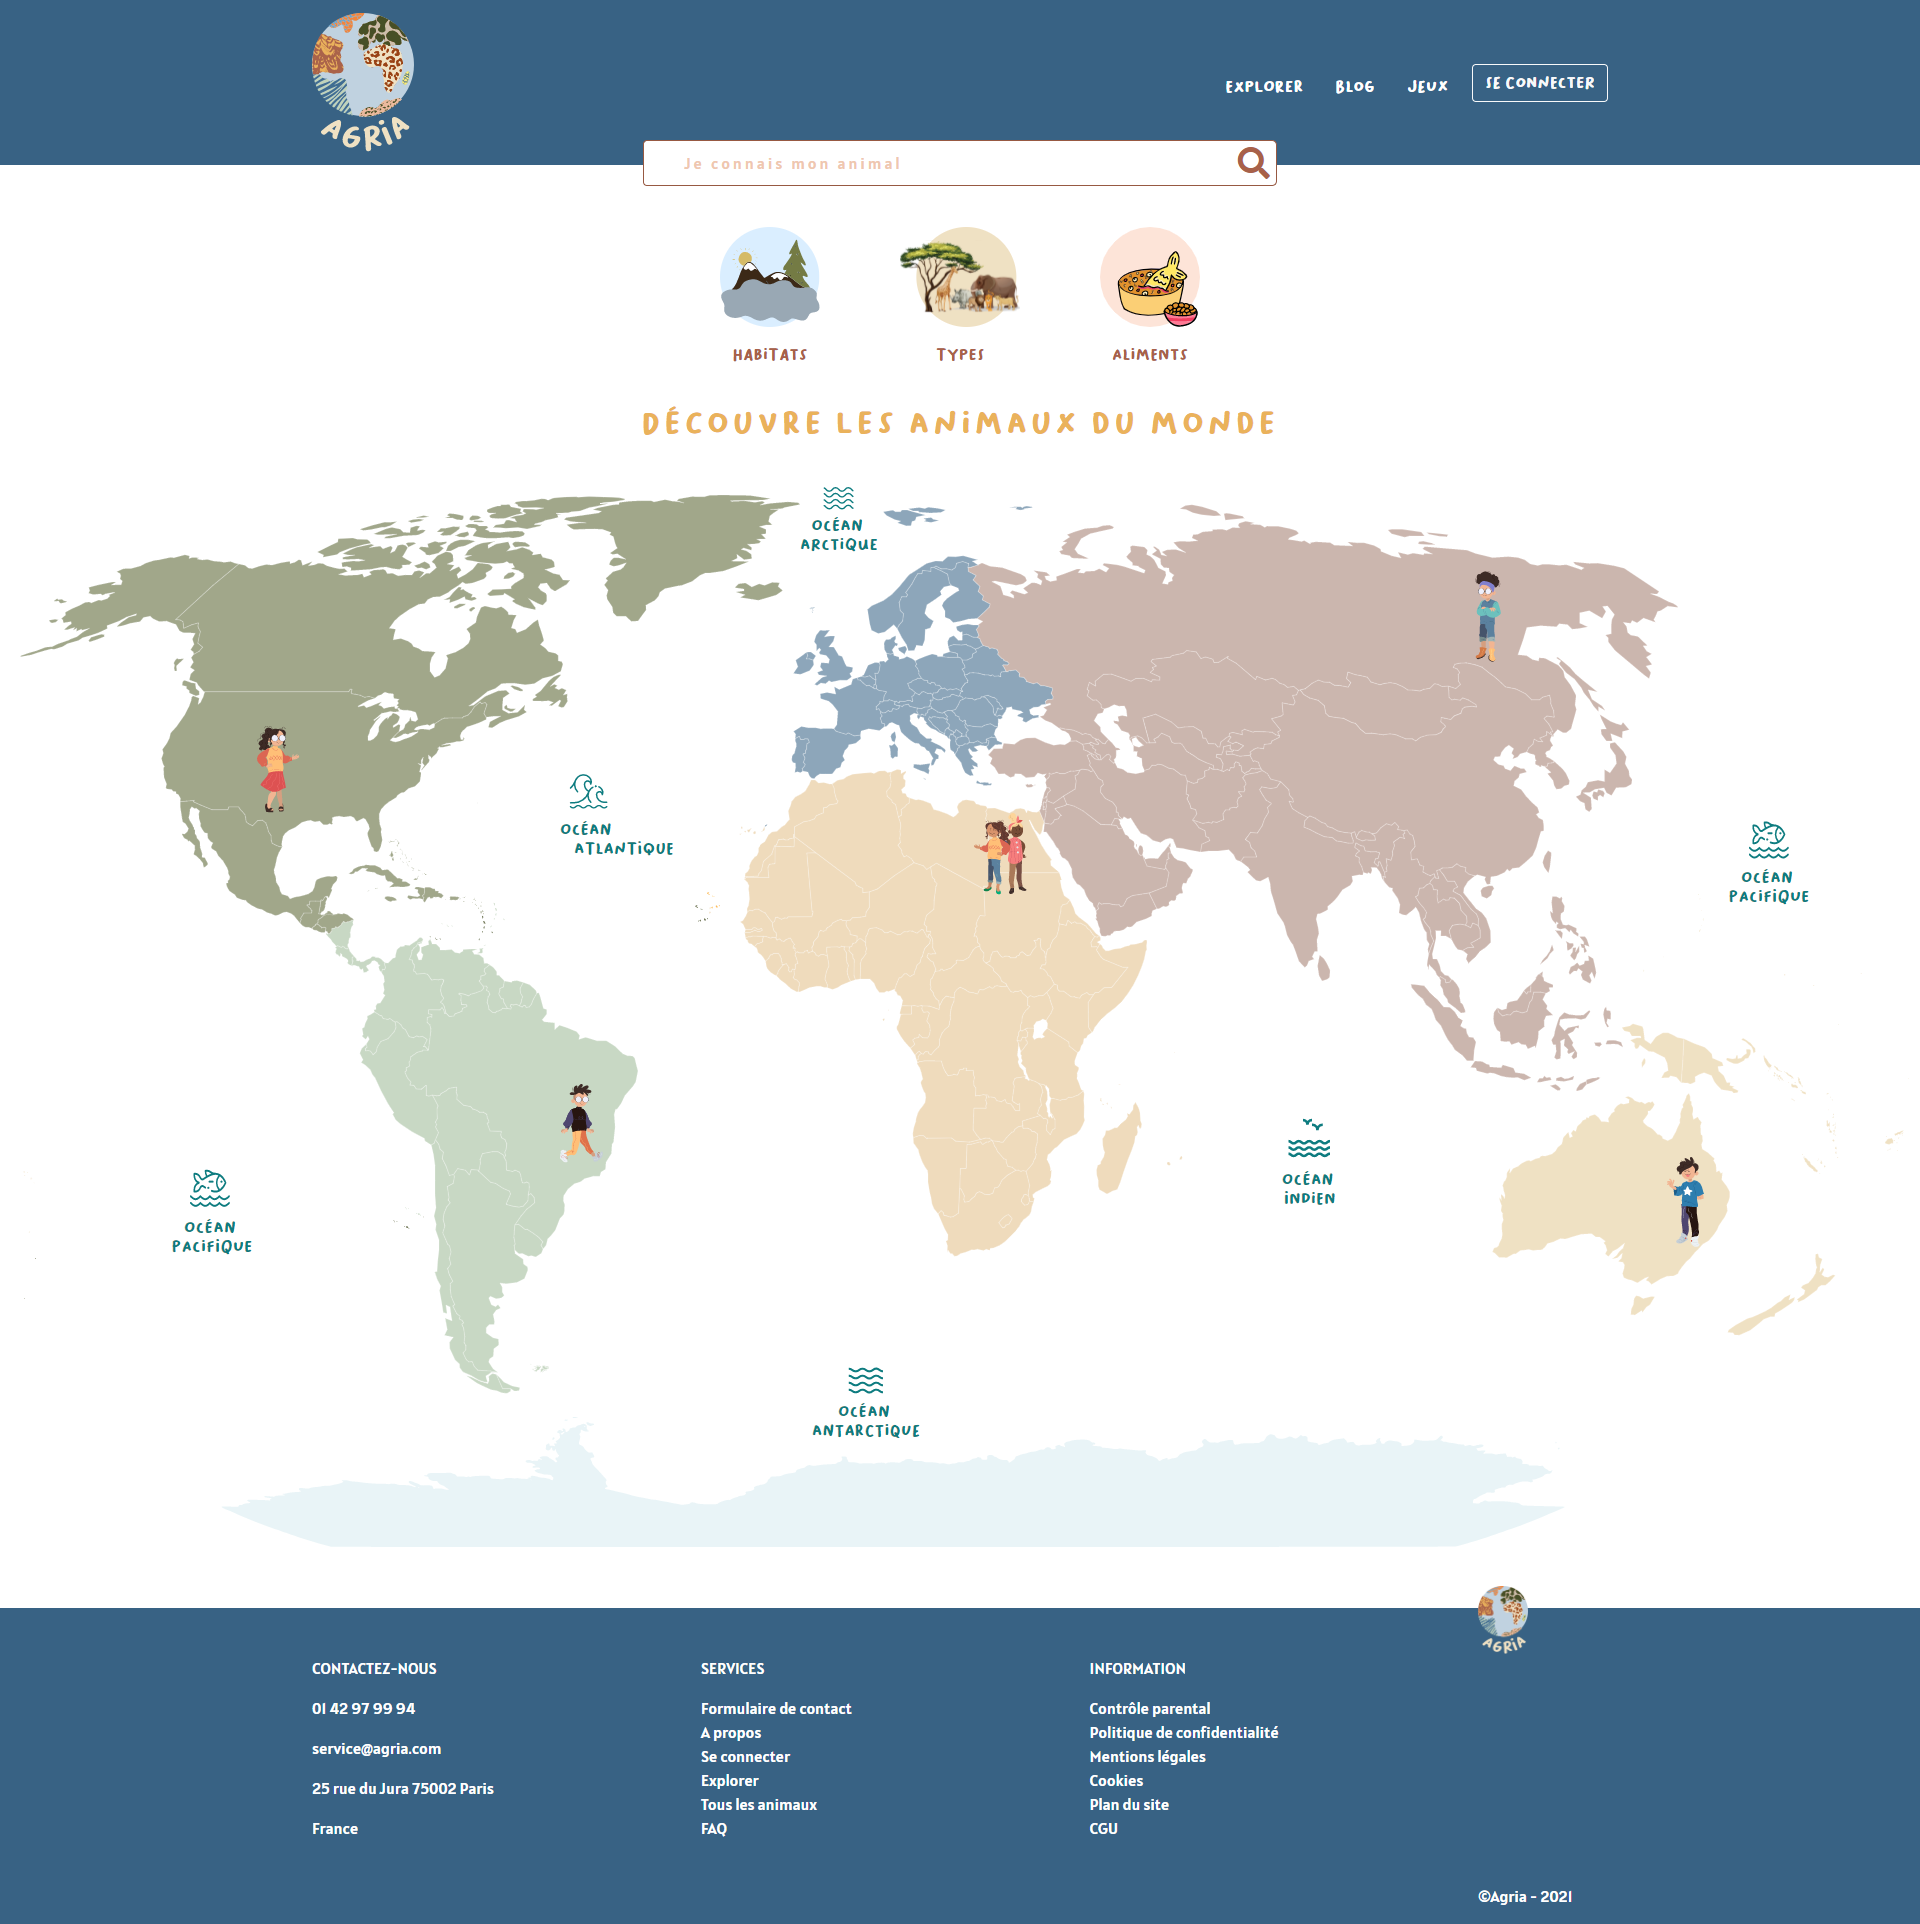 AGRiA
EXPLORER
BLOG
JEUX
SE CONNECTER
Je connais mon animal
HABiTATS
TYPES
ALiMENTS
DÉCOUVRE LES ANiMAUX DU MONDE
OCÉAN
ARCTiQUE
OCÉAN
ATLANTiQUE
OCÉAN
PACiFiQUE
OCÉAN
iNDiEN
OCÉAN
PACiFiQUE
OCÉAN
ANTARCTiQUE
AGRiA
CONTACTEZ-NOUS
01 42 97 99 94
service@agria.com
25 rue du Jura 75002 Paris
France
SERVICES
Formulaire de contact
A propos
Se connecter
Explorer
Tous les animaux
FAQ
INFORMATION
Contrôle parental
Politique de confidentialité
Mentions légales
Cookies
Plan du site
CGU
©Agria - 2021